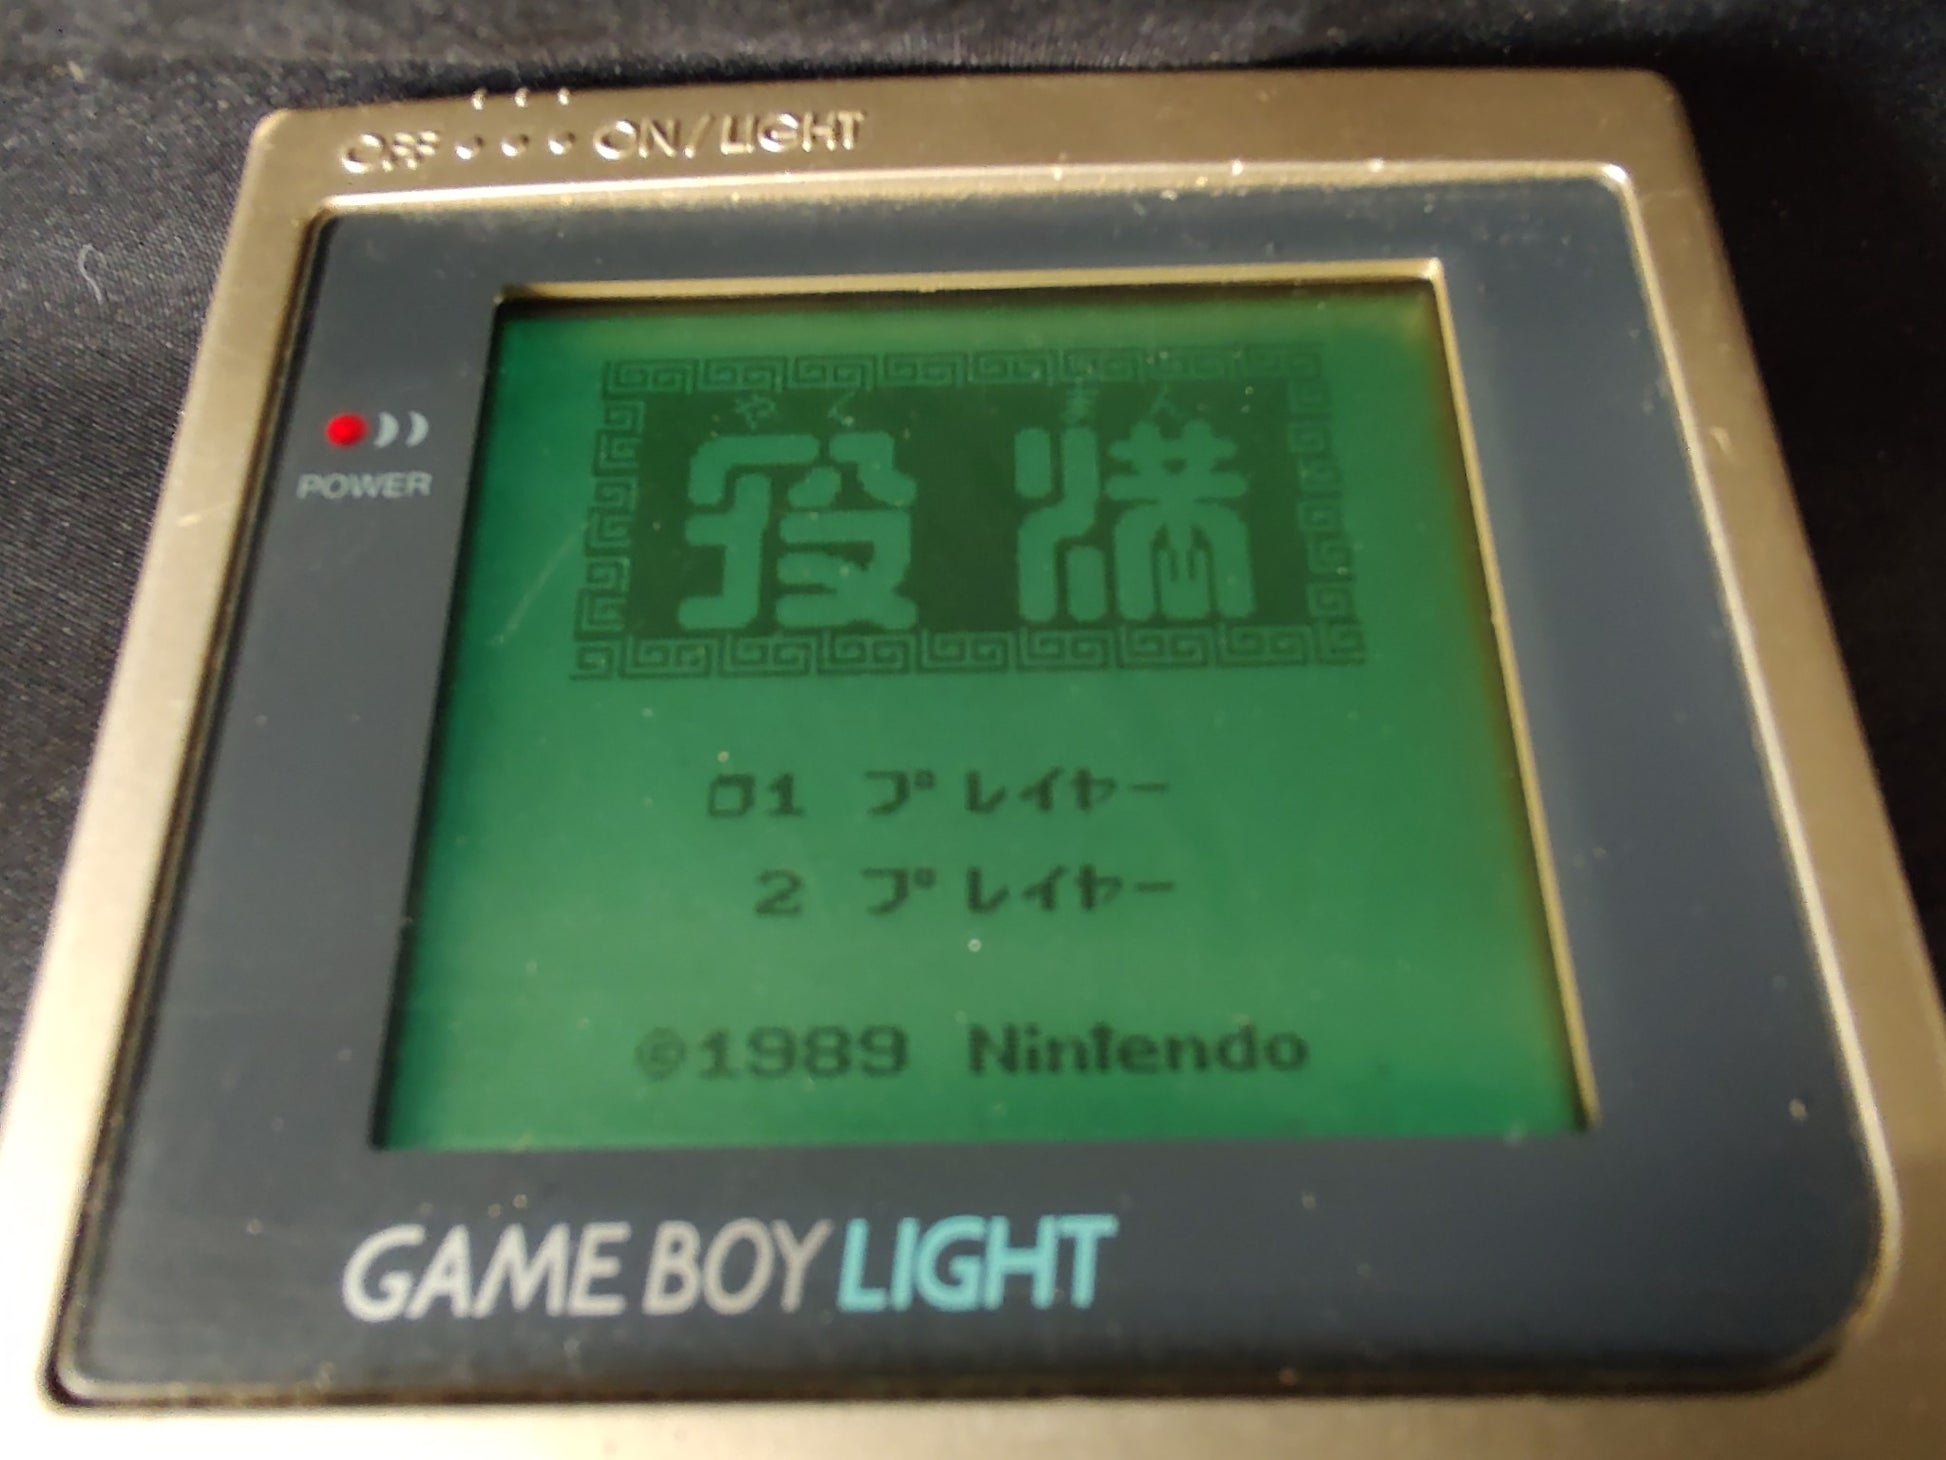 OFF ON/LIGHT
POWER
やく まん
役満
1 プレイヤー
2 プレイヤー
©1989 Nintendo
GAME BOY LIGHT